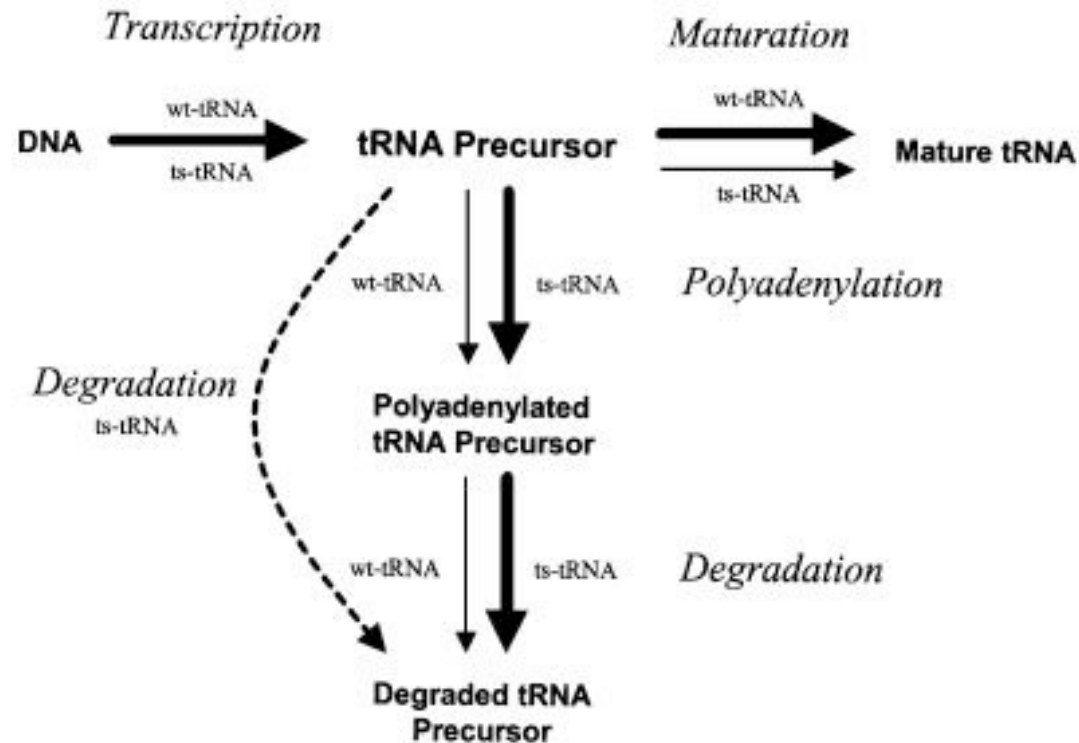 Transcription
Maturation
wt-tRNA
wt-tRNA
DNA
tRNA Precursor
Mature tRNA
ts-tRNA
ts-tRNA
wt-tRNA
ts-tRNA
Polyadenylation
Degradation
ts-tRNA
Polyadenylated
tRNA Precursor
wt-tRNA
ts-tRNA
Degradation
Degraded tRNA
Precursor